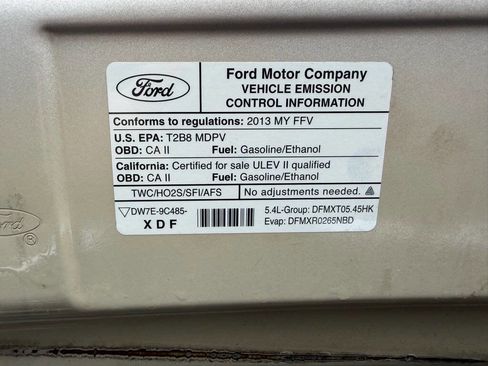 Ford
Ford Motor Company
VEHICLE EMISSION
CONTROL INFORMATION
Conforms to regulations: 2013 MY FFV
U.S. EPA: T2B8 MDPV
OBD: CA II Fuel: Gasoline/Ethanol
California: Certified for sale ULEV II qualified
OBD: CA II Fuel: Gasoline/Ethanol
TWC/HO2S/SFI/AFS No adjustments needed.
DW7E-9C485- 5.4L-Group: DFMXT05.45HK
XDF Evap: DFMXR0265NBD
Ford
®